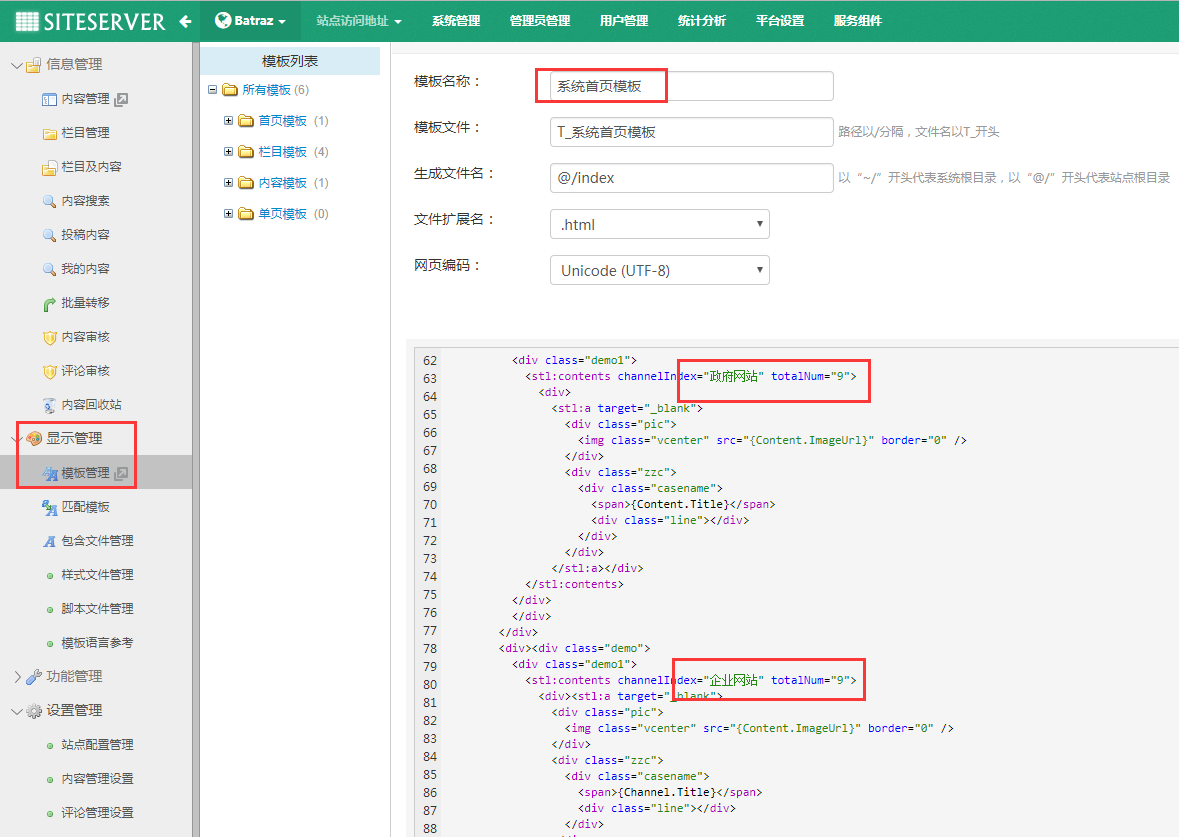 SITESERVER
Batraz
站点访问地址
系统管理
管理员管理
用户管理
统计分析
平台设置
服务组件
信息管理
内容管理
栏目管理
栏目及内容
内容搜索
投稿内容
我的内容
批量转移
内容审核
评论审核
内容回收站
显示管理
模板管理
匹配模板
包含文件管理
样式文件管理
脚本文件管理
模板语言参考
功能管理
设置管理
站点配置管理
内容管理设置
评论管理设置
模板列表
所有模板 (6)
首页模板 (1)
栏目模板 (4)
内容模板 (1)
单页模板 (0)
模板名称：
系统首页模板
模板文件：
T_系统首页模板
路径以/分隔，文件名以T_开头
生成文件名：
@/index
以“~/”开头代表系统根目录，以“@/”开头代表站点根目录
文件扩展名：
.html
网页编码：
Unicode (UTF-8)
62 <div class="demo1">
63 <stl:contents channelIndex="政府网站" totalNum="9">
64 <div>
65 <stl:a target="_blank">
66 <div class="pic">
67 <img class="vcenter" src="{Content.ImageUrl}" border="0" />
68 </div>
69 <div class="zzc">
70 <div class="casename">
71 <span>{Content.Title}</span>
72 <div class="line"></div>
73 </div>
74 </div>
75 </stl:a></div>
76 </stl:contents>
77 </div>
78 </div>
79 </div>
80 <div><div class="demo">
81 <div class="demo1">
82 <stl:contents channelIndex="企业网站" totalNum="9">
83 <div><stl:a target="_blank">
84 <div class="pic">
85 <img class="vcenter" src="{Content.ImageUrl}" border="0" />
86 </div>
87 <div class="zzc">
88 <div class="casename">
<span>{Channel.Title}</span>
<div class="line"></div>
</div>